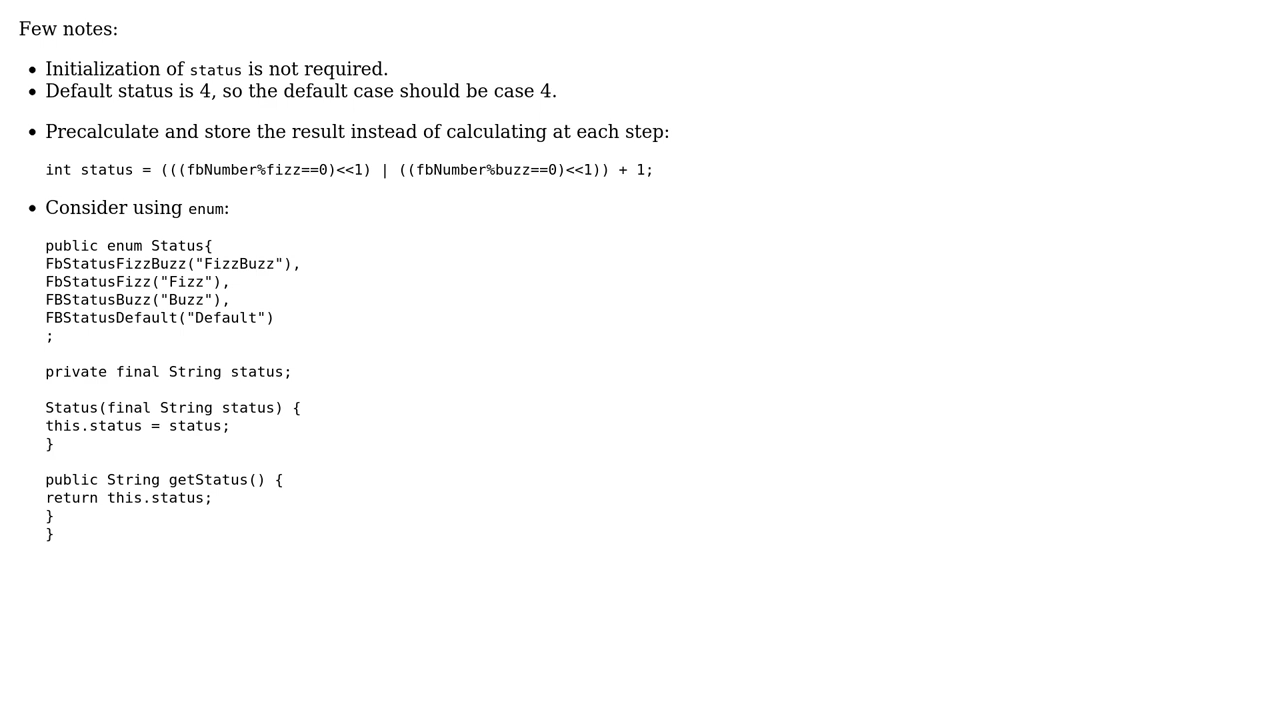 Few notes:
• Initialization of status is not required.
• Default status is 4, so the default case should be case 4.
• Precalculate and store the result instead of calculating at each step:
int status = (((fbNumber%fizz==0)<<1) | ((fbNumber%buzz==0)<<1)) + 1;
• Consider using enum:
public enum Status{
FbStatusFizzBuzz("FizzBuzz"),
FbStatusFizz("Fizz"),
FBStatusBuzz("Buzz"),
FBStatusDefault("Default")
;
private final String status;
Status(final String status) {
this.status = status;
}
public String getStatus() {
return this.status;
}
}